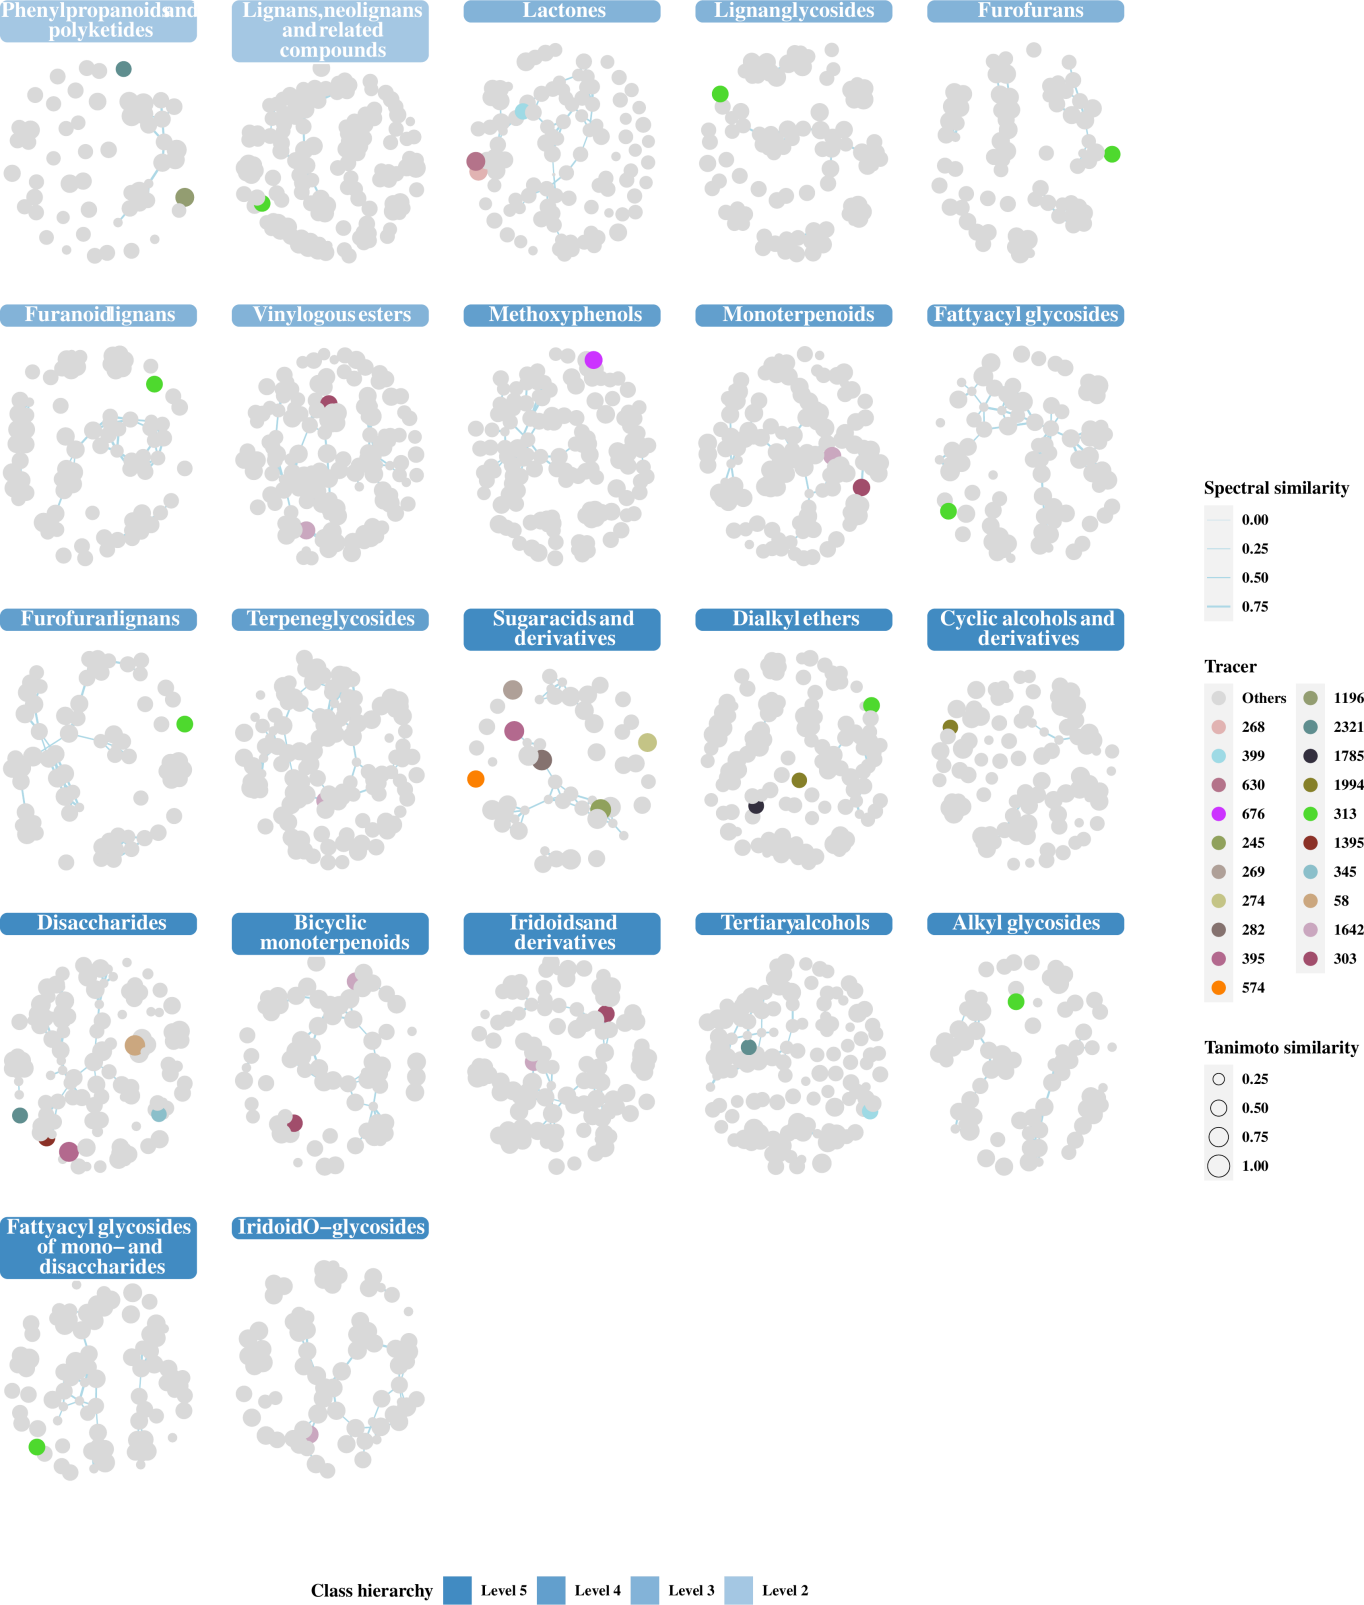 Phenylpropanoids and
polyketides
Lignans, neolignans
and related
compounds
Lactones
Lignan glycosides
Furofurans
Furanoid lignans
Vinylogous esters
Methoxyphenols
Monoterpenoids
Fatty acyl glycosides
Furofuran lignans
Terpene glycosides
Sugar acids and
derivatives
Dialkyl ethers
Cyclic alcohols and
derivatives
Disaccharides
Bicyclic
monoterpenoids
Iridoids and
derivatives
Tertiary alcohols
Alkyl glycosides
Fatty acyl glycosides
of mono− and
disaccharides
Iridoid O−glycosides
Spectral similarity
0.00
0.25
0.50
0.75
Tracer
Others
268
399
630
676
245
269
274
282
395
574
1196
2321
1785
1994
313
1395
345
58
1642
303
Tanimoto similarity
0.25
0.50
0.75
1.00
Class hierarchy
Level 5
Level 4
Level 3
Level 2